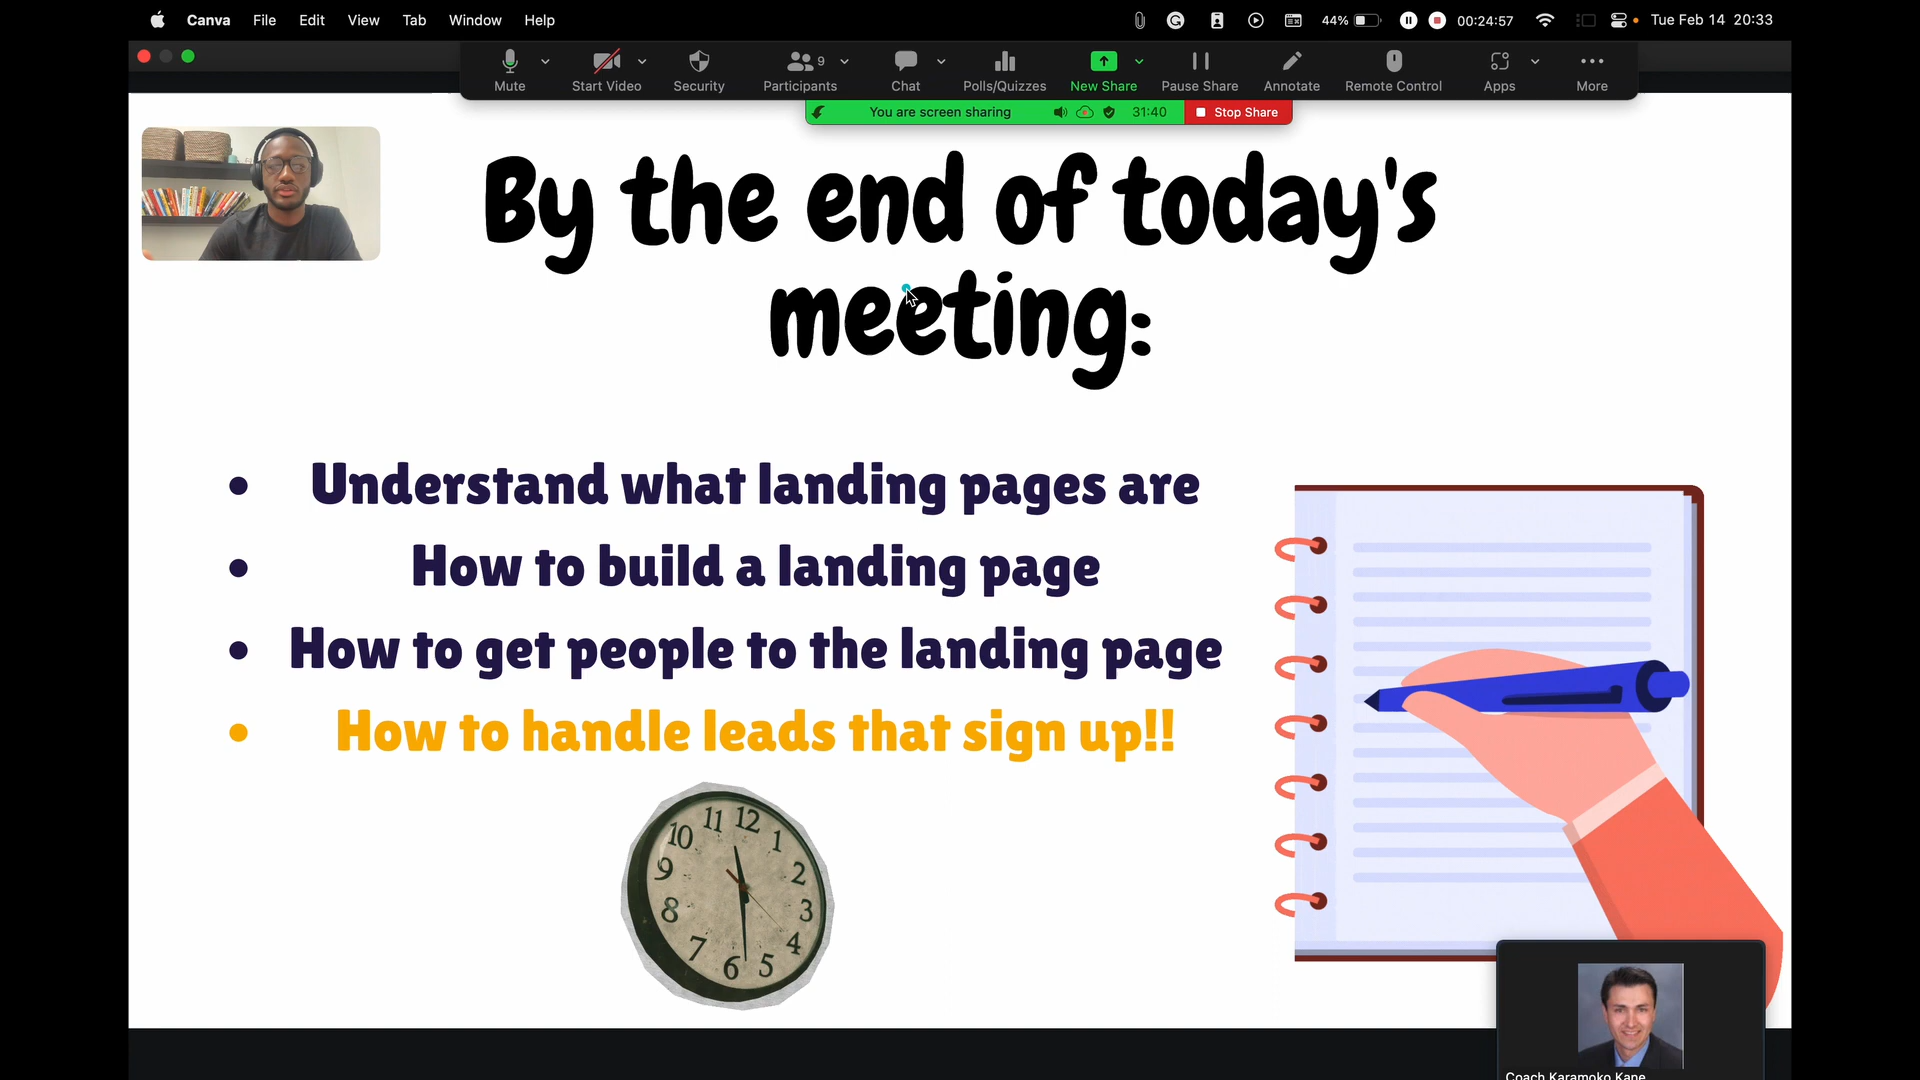 Canva File Edit View Tab Window Help 44% 00:24:57 Tue Feb 14 20:33
9
Mute Start Video Security Participants Chat Polls/Quizzes New Share Pause Share Annotate Remote Control Apps More
You are screen sharing 31:40 Stop Share
By the end of today's
meeting:
• Understand what landing pages are
• How to build a landing page
• How to get people to the landing page
• How to handle leads that sign up!!
11 12 1
10 2
9 3
8 4
7 6 5
Coach Karamoko Kane